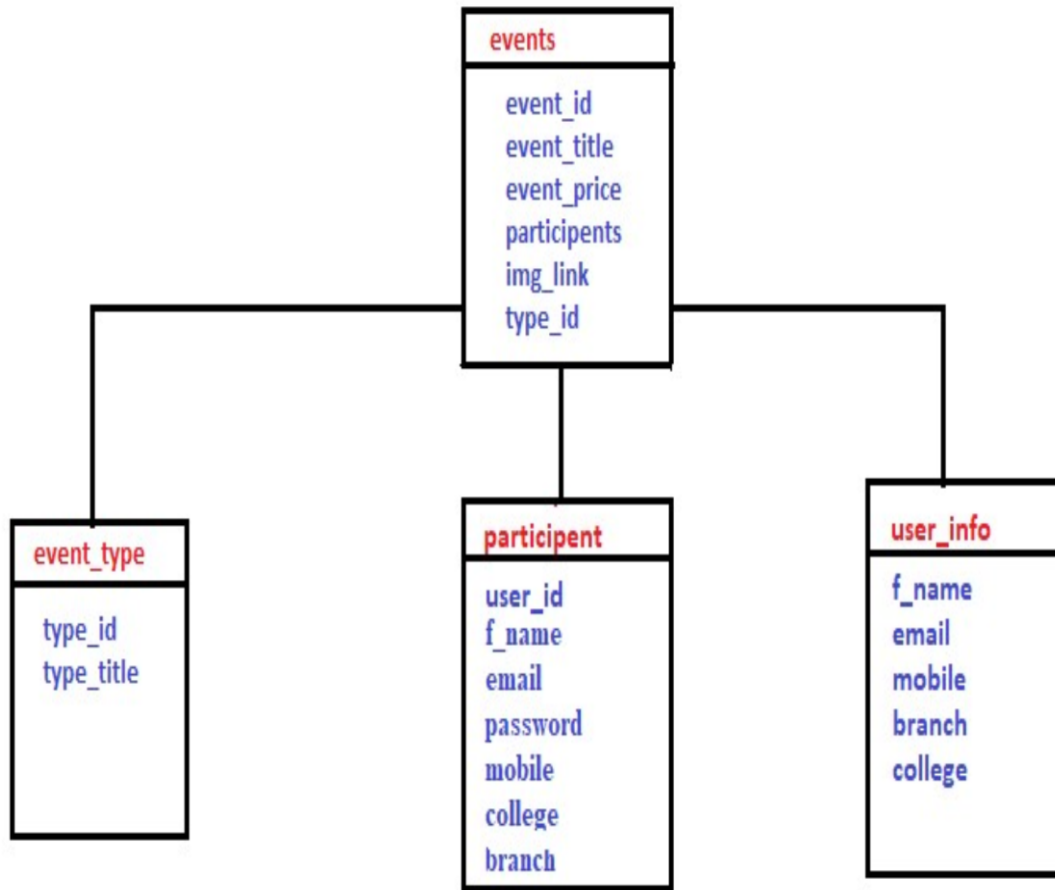 events
event_id
event_title
event_price
participents
img_link
type_id
event_type
type_id
type_title
participent
user_id
f_name
email
password
mobile
college
branch
user_info
f_name
email
mobile
branch
college